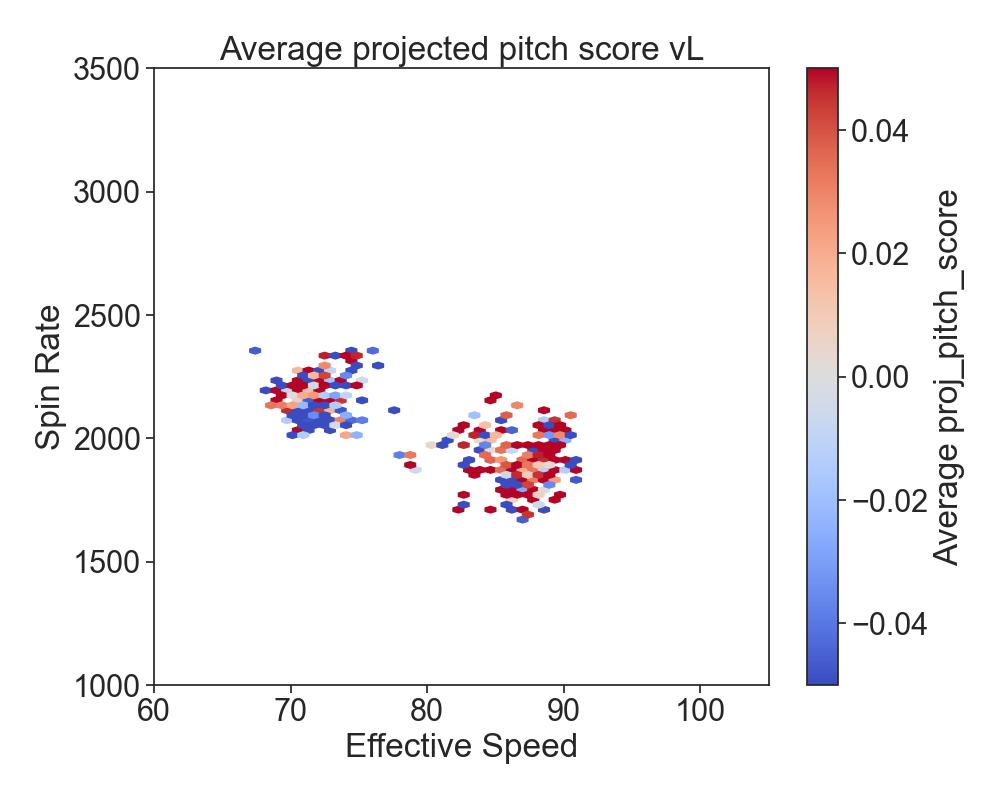 Average projected pitch score vL
3500
3000
2500
2000
1500
1000
Spin Rate
60 70 80 90 100
Effective Speed
0.04
0.02
0.00
−0.02
−0.04
Average proj_pitch_score